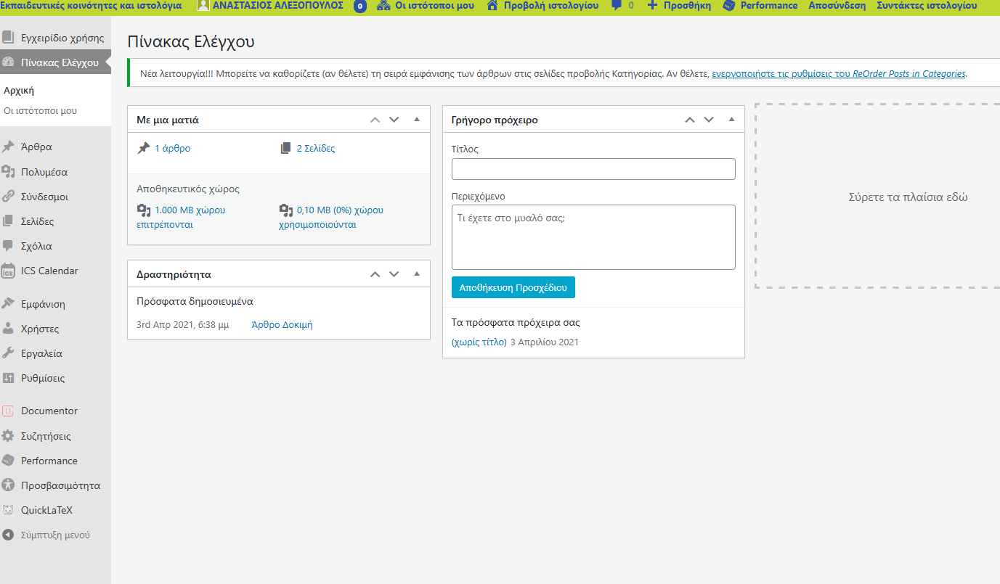 Εκπαιδευτικές κοινότητες και ιστολόγια ΑΝΑΣΤΑΣΙΟΣ ΑΛΕΞΟΠΟΥΛΟΣ 0 Οι ιστότοποι μου Προβολή ιστολογίου 0 Προσθήκη Performance Αποσύνδεση Συντάκτες ιστολογίου
Εγχειρίδιο χρήσης
Πίνακας Ελέγχου
Αρχική
Οι ιστότοποι μου
Άρθρα
Πολυμέσα
Σύνδεσμοι
Σελίδες
Σχόλια
ICS Calendar
Εμφάνιση
Χρήστες
Εργαλεία
Ρυθμίσεις
Documentor
Συζητήσεις
Performance
Προσβασιμότητα
QuickLaTeX
Σύμπτυξη μενού
Πίνακας Ελέγχου
Νέα λειτουργία!!! Μπορείτε να καθορίζετε (αν θέλετε) τη σειρά εμφάνισης των άρθρων στις σελίδες προβολής Κατηγορίας. Αν θέλετε, ενεργοποιήστε τις ρυθμίσεις του ReOrder Posts in Categories.
Με μια ματιά
1 άρθρο 2 Σελίδες
Αποθηκευτικός χώρος
1.000 MB χώρου επιτρέπονται
0,10 MB (0%) χώρου χρησιμοποιούνται
Δραστηριότητα
Πρόσφατα δημοσιευμένα
3rd Απρ 2021, 6:38 μμ Άρθρο Δοκιμή
Γρήγορο πρόχειρο
Τίτλος
Περιεχόμενο
Τι έχετε στο μυαλό σας;
Αποθήκευση Προσχέδιου
Τα πρόσφατα πρόχειρα σας
(χωρίς τίτλο) 3 Απριλίου 2021
Σύρετε τα πλαίσια εδώ